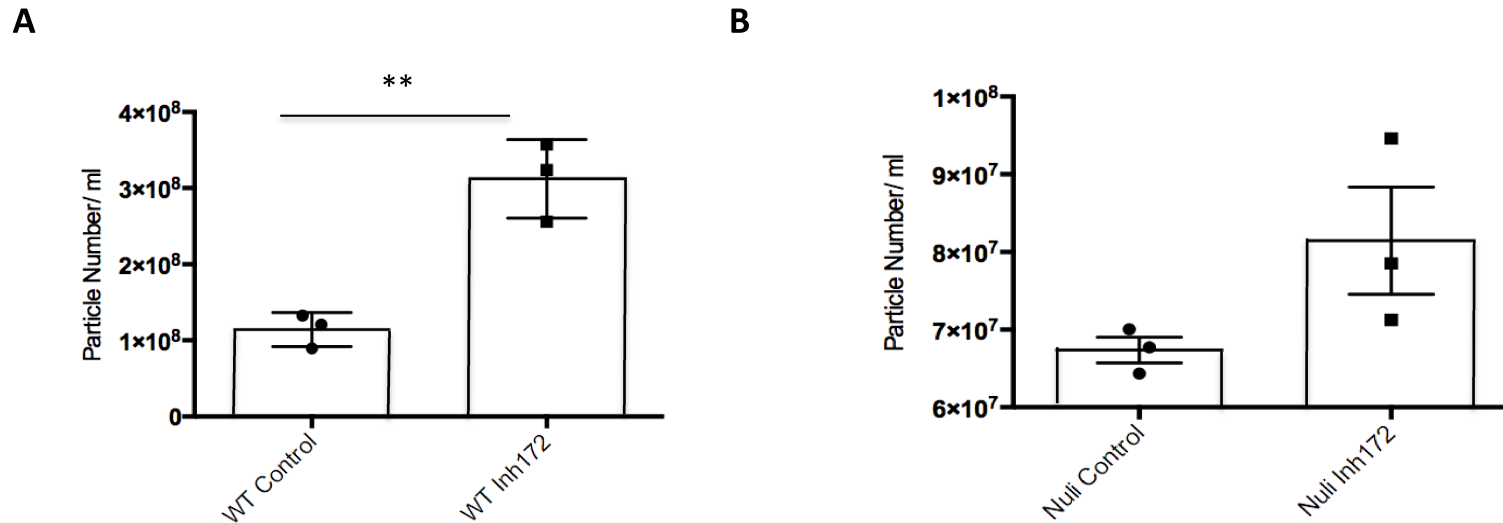 A
B
**
Particle Number/ ml
4×10⁸
3×10⁸
2×10⁸
1×10⁸
0
WT Control
WT Inh172
Particle Number/ ml
1×10⁸
9×10⁷
8×10⁷
7×10⁷
6×10⁷
Nuli Control
Nuli Inh172